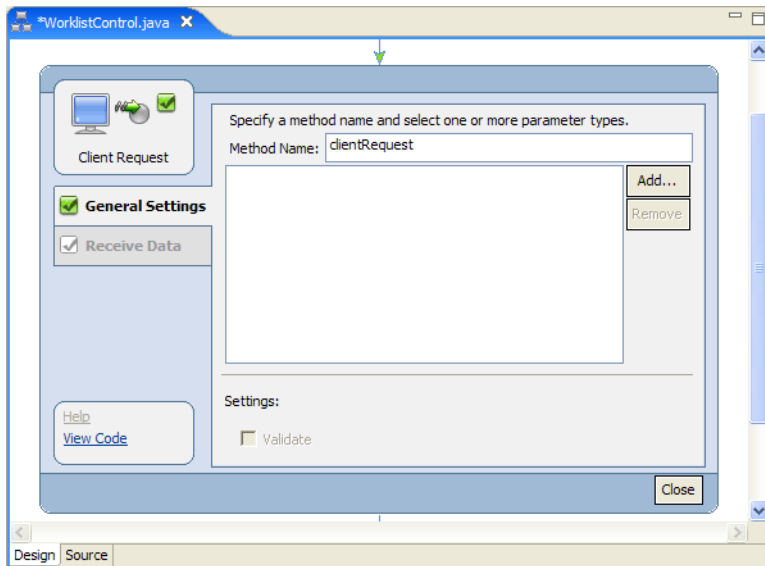 *WorklistControl.java
Client Request
Specify a method name and select one or more parameter types.
Method Name: clientRequest
Add...
Remove
General Settings
Receive Data
Settings:
Validate
Help
View Code
Close
Design Source